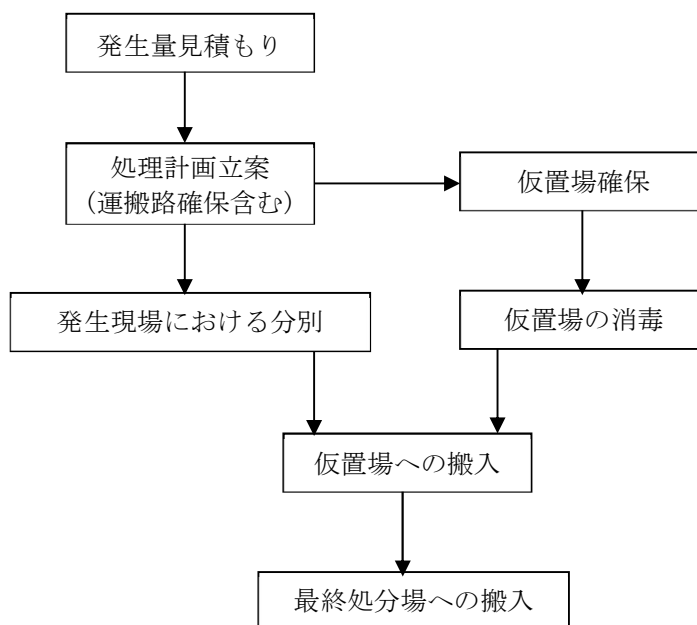 発生量見積もり
処理計画立案
(運搬路確保含む)
仮置場確保
発生現場における分別
仮置場の消毒
仮置場への搬入
最終処分場への搬入